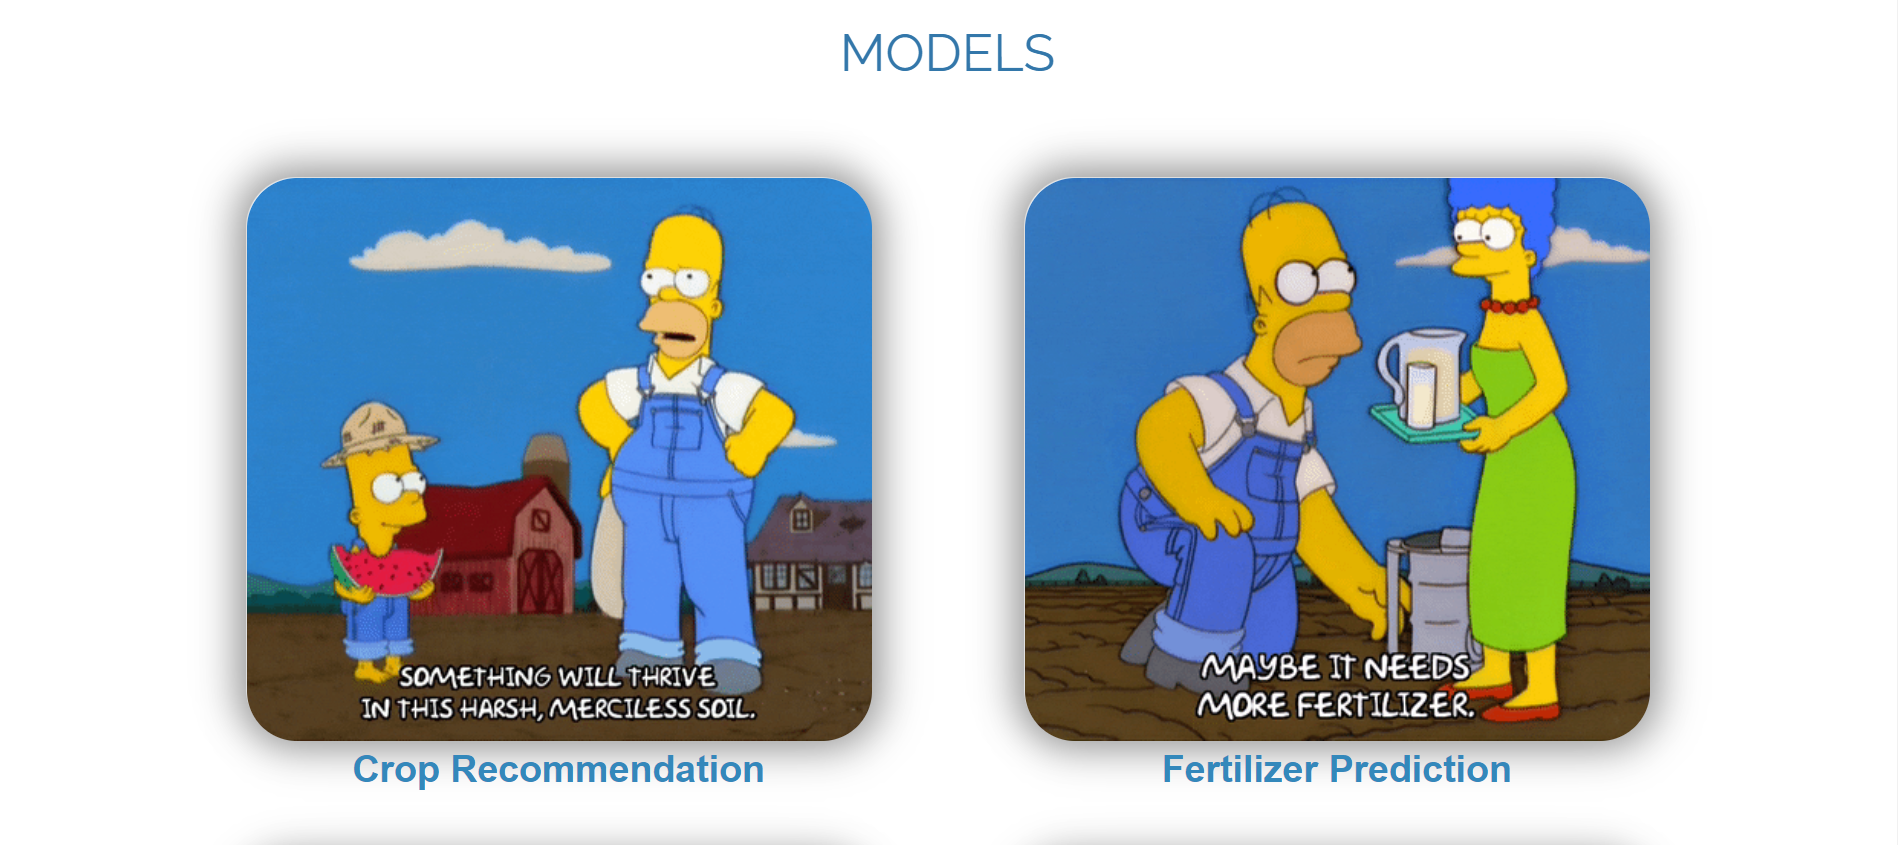 MODELS
SOMETHING WILL THRIVE
IN THIS HARSH, MERCILESS SOIL.
Crop Recommendation
MAYBE IT NEEDS
MORE FERTILIZER.
Fertilizer Prediction